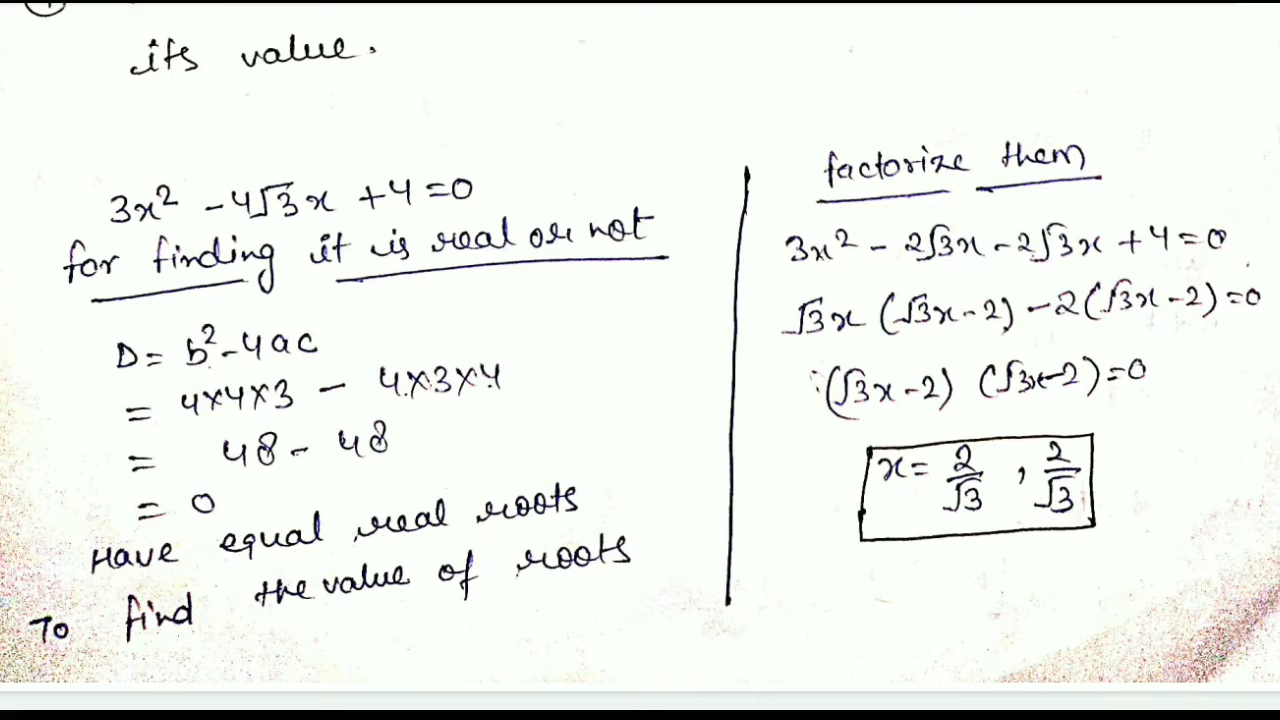 its value.
3x² - 4√3x + 4 = 0
for finding it is real or not
D = b² - 4ac
= 4×4×3 - 4×3×4
= 48 - 48
= 0
Have equal real roots
To find the value of roots
factorize them
3x² - 2√3x - 2√3x + 4 = 0
√3x (√3x - 2) - 2(√3x - 2) = 0
(√3x - 2) (√3x - 2) = 0
x = 2/√3 , 2/√3